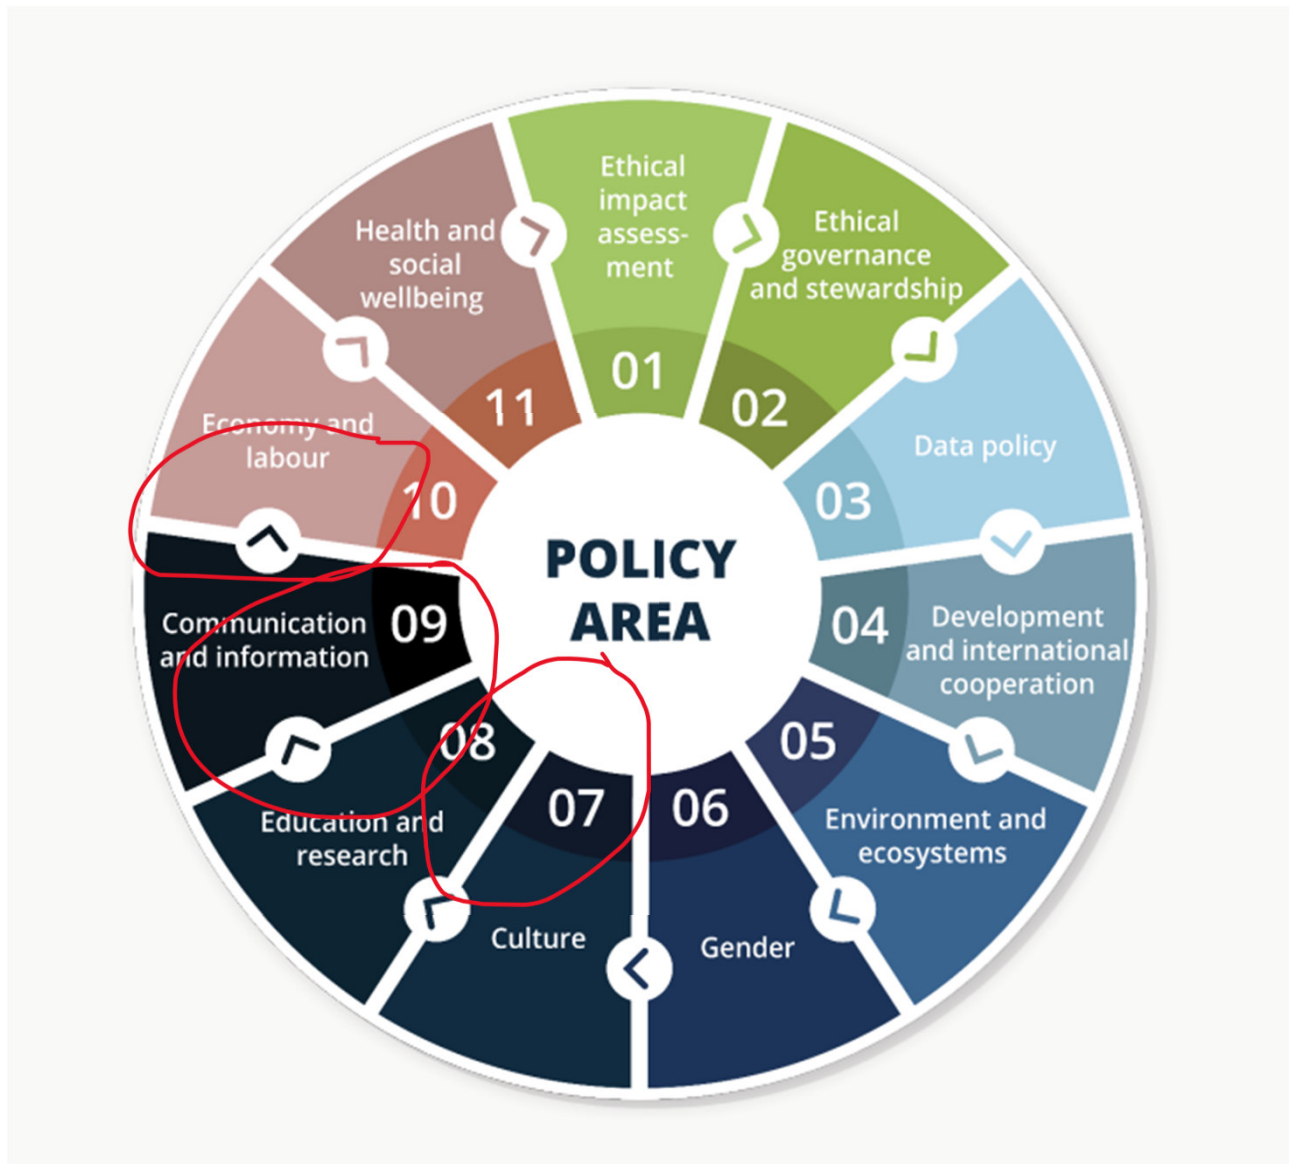 Ethical
impact
assess-
ment
01
Ethical
governance
and stewardship
02
Data policy
03
Development
and international
cooperation
04
Environment and
ecosystems
05
Gender
06
Culture
07
Education and
research
08
Communication
and information
09
Economy and
labour
10
Health and
social
wellbeing
11
POLICY
AREA